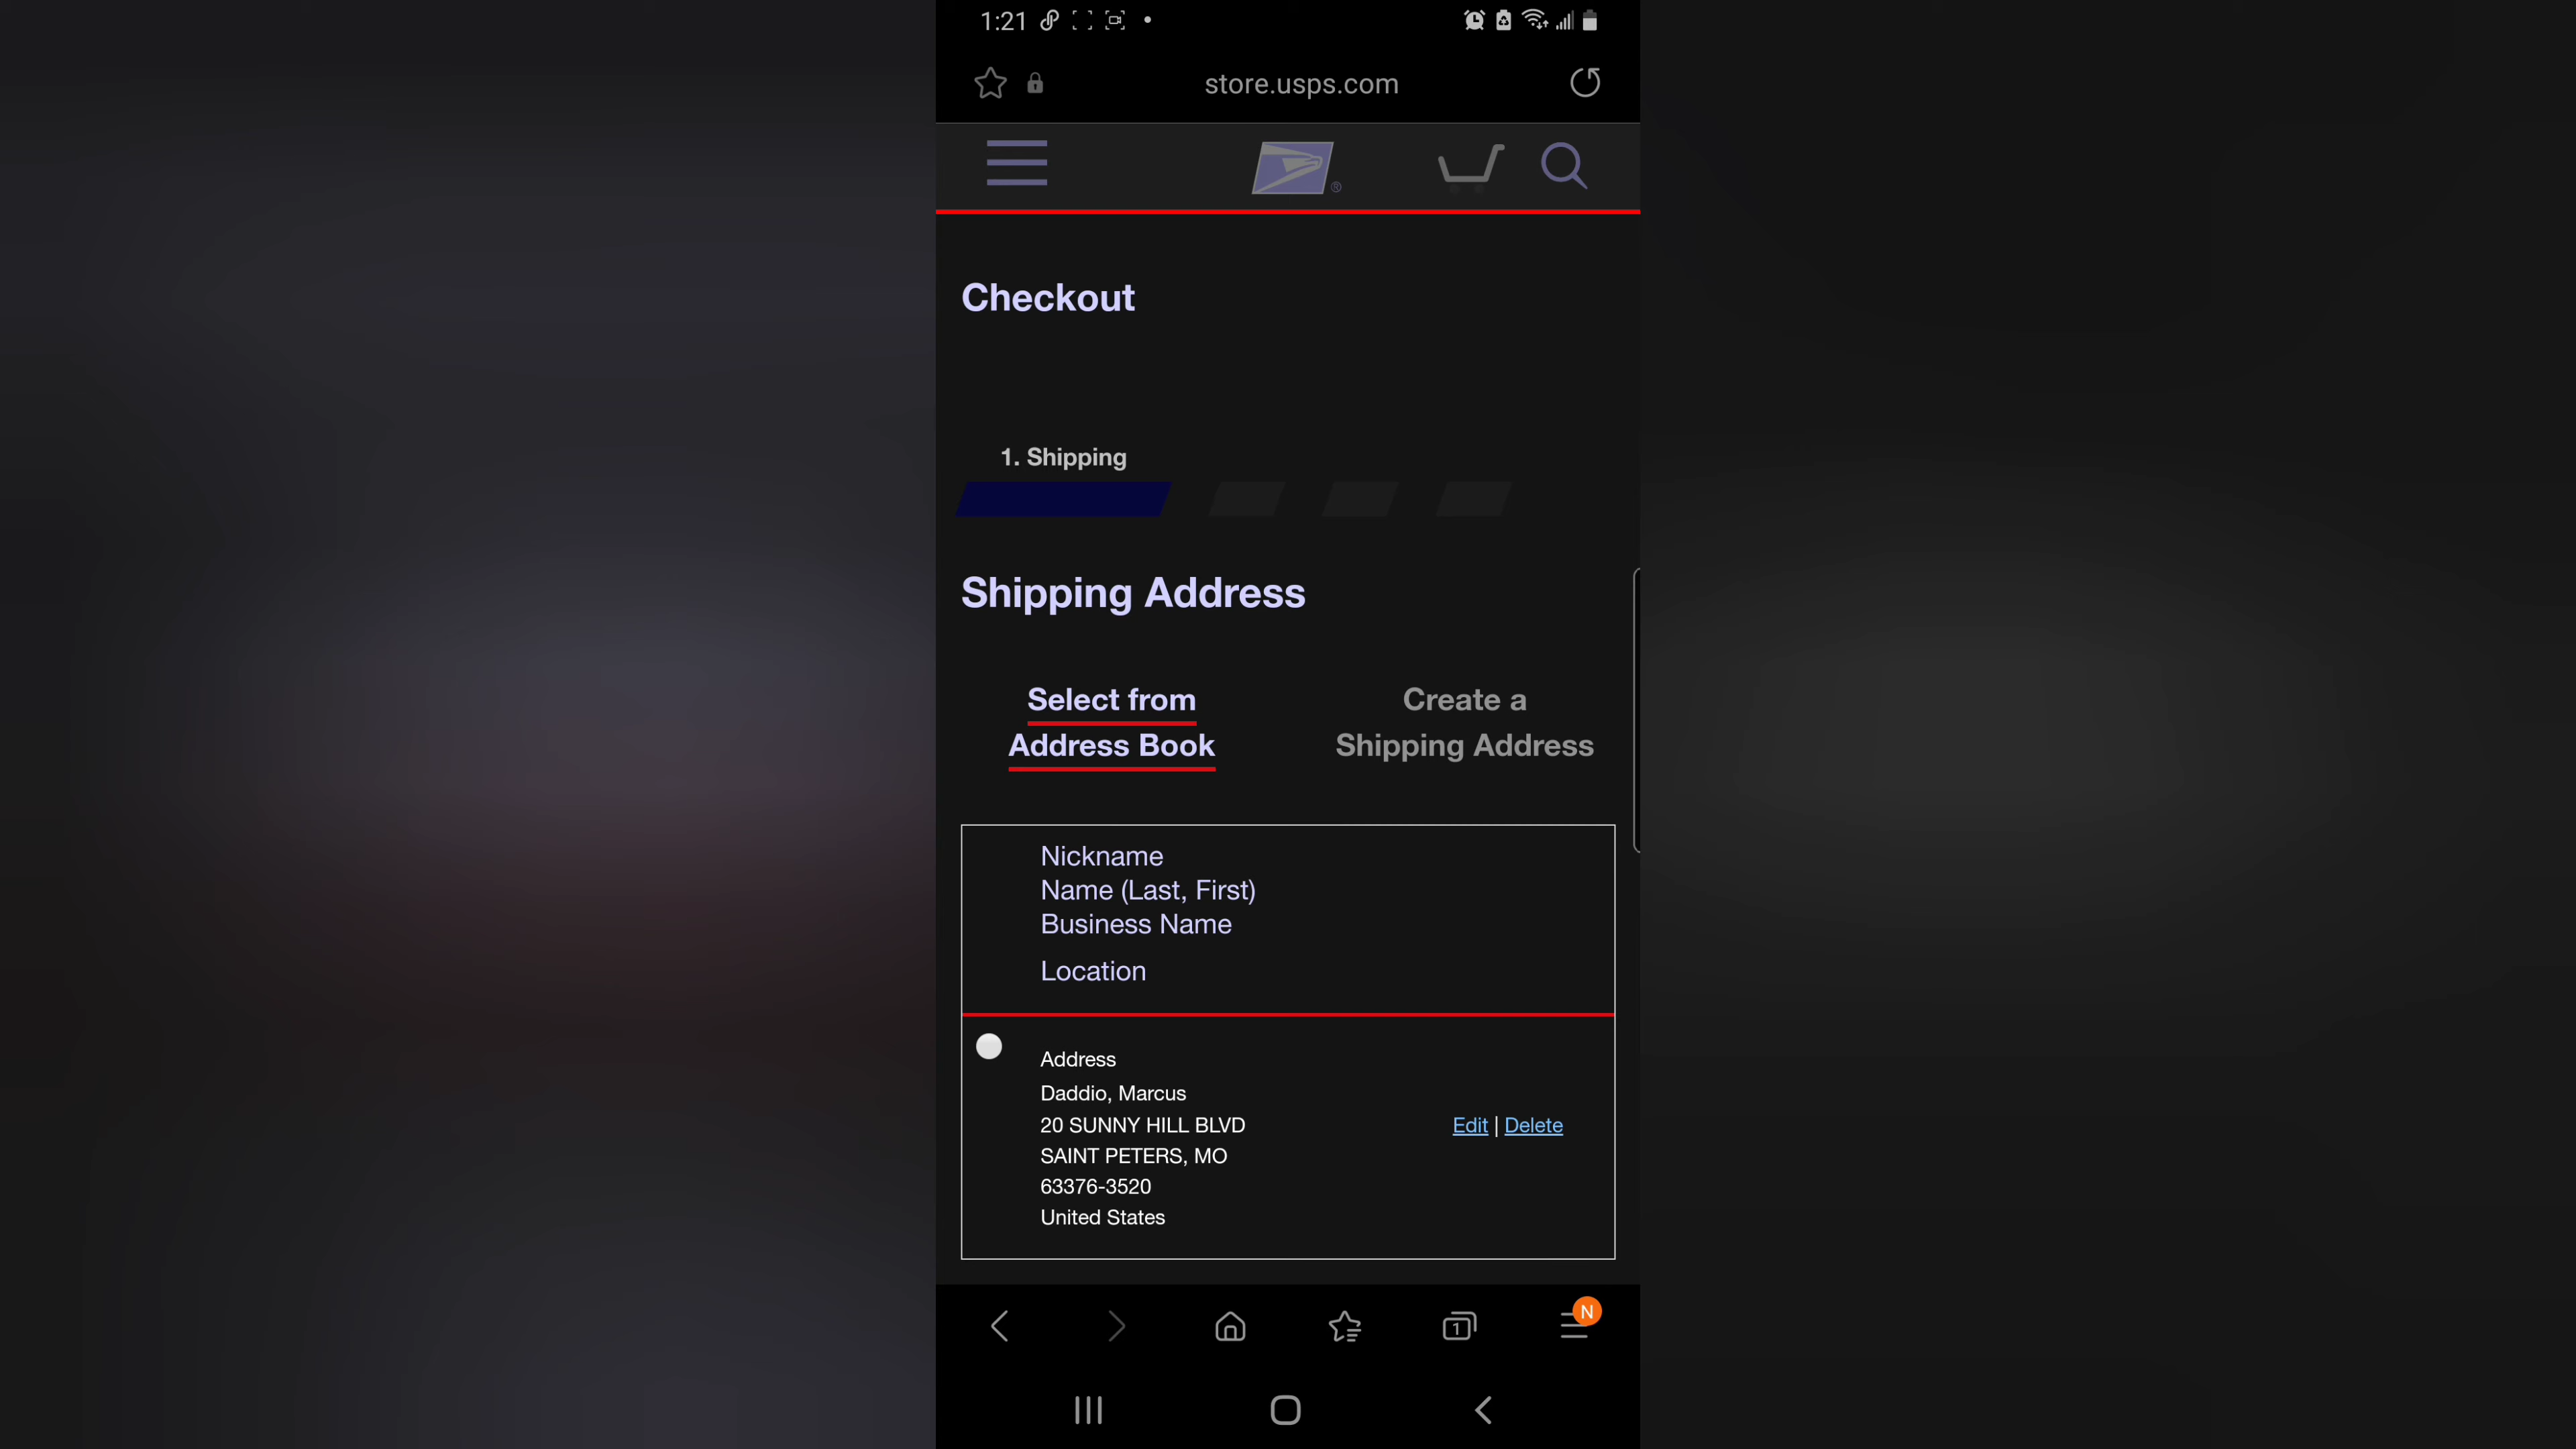 1:21
store.usps.com
®
Checkout
1. Shipping
Shipping Address
Select from
Address Book
Create a
Shipping Address
Nickname
Name (Last, First)
Business Name
Location
Address
Daddio, Marcus
20 SUNNY HILL BLVD
SAINT PETERS, MO
63376-3520
United States
Edit | Delete
1
N